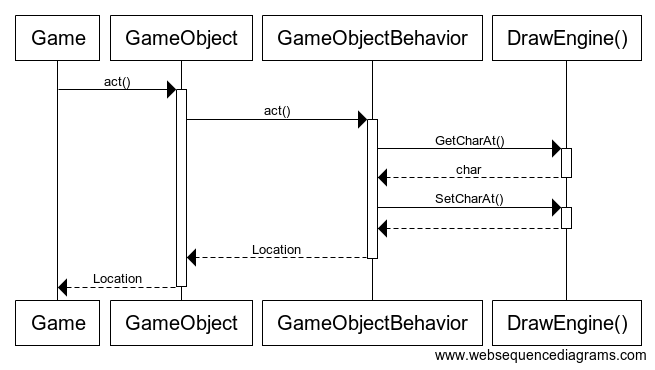 Game GameObject GameObjectBehavior DrawEngine()
act()
act()
GetCharAt()
char
SetCharAt()
Location
Location
Game GameObject GameObjectBehavior DrawEngine()
www.websequencediagrams.com